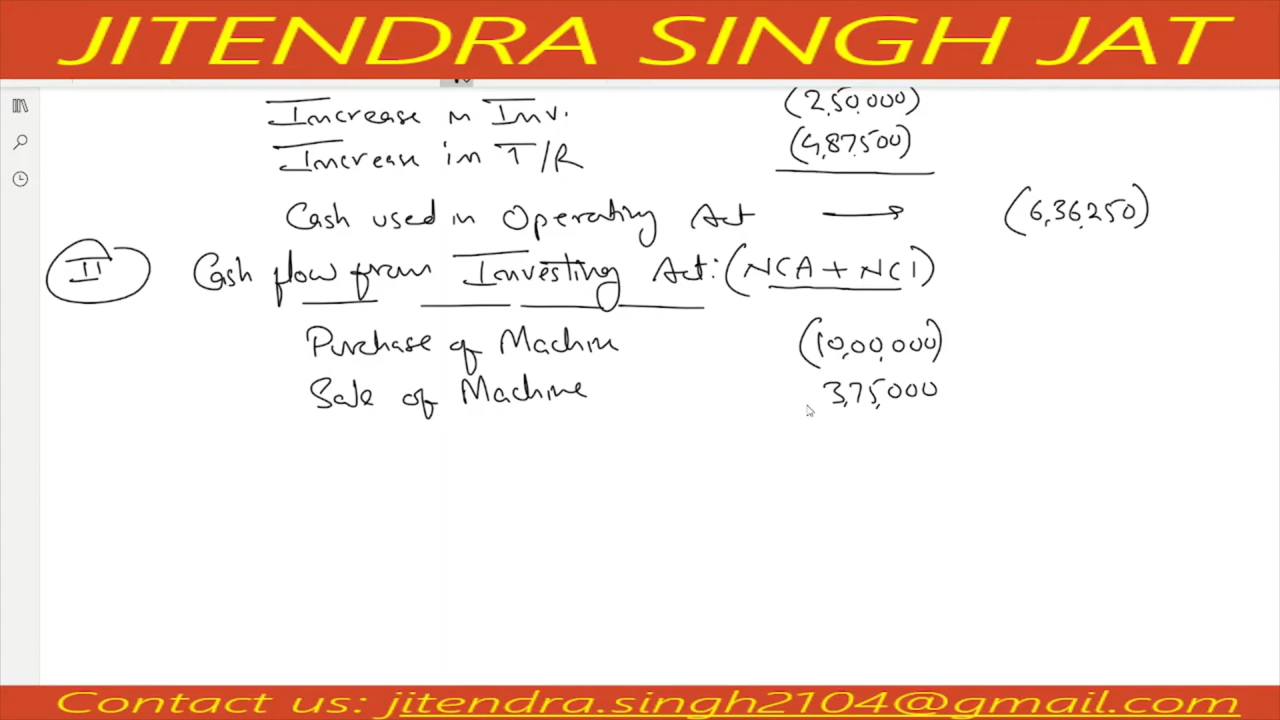 JITENDRA SINGH JAT
Increase in Inv. (2,50,000)
Increase in T/R (4,87,500)
Cash used in Operating Act → (6,36,250)
II Cash flow from Investing Act: (NCA + NCI)
Purchase of Machine (10,00,000)
Sale of Machine 3,75,000
Contact us: jitendra.singh2104@gmail.com